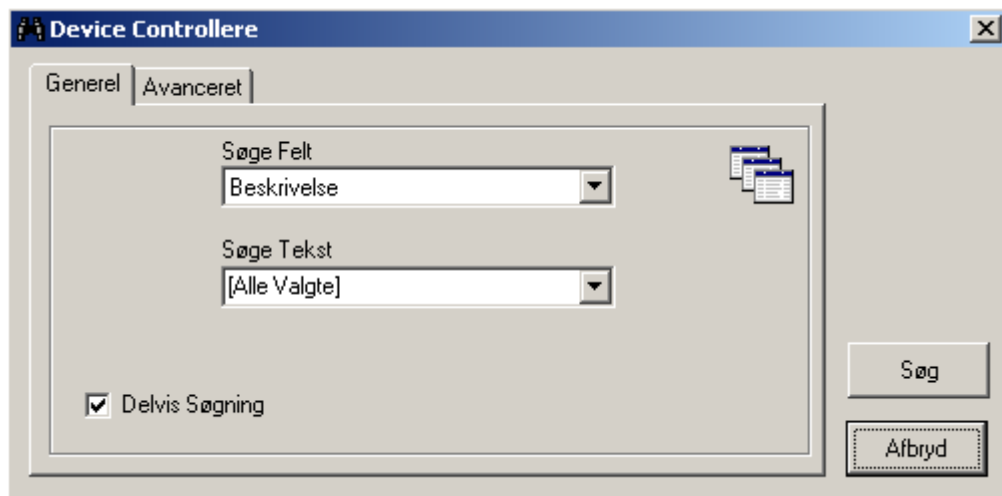 Device Controllere
Generel
Avanceret
Søge Felt
Beskrivelse
Søge Tekst
[Alle Valgte]
Delvis Søgning
Søg
Afbryd